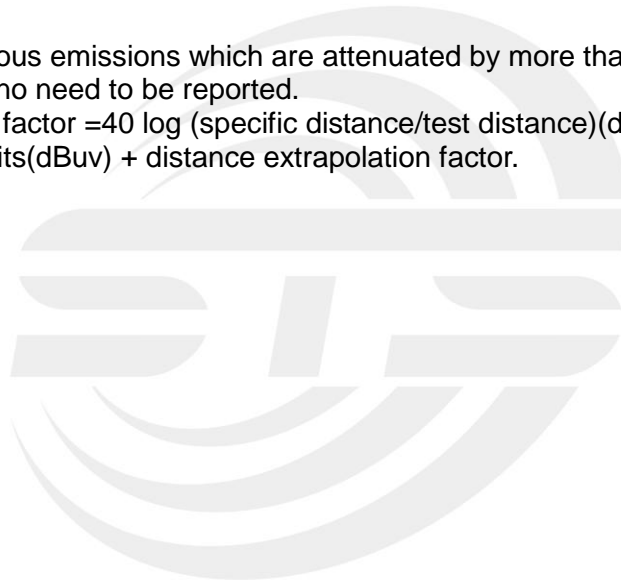 ous emissions which are attenuated by more tha
no need to be reported.
factor =40 log (specific distance/test distance)(d
its(dBuv) + distance extrapolation factor.
STS